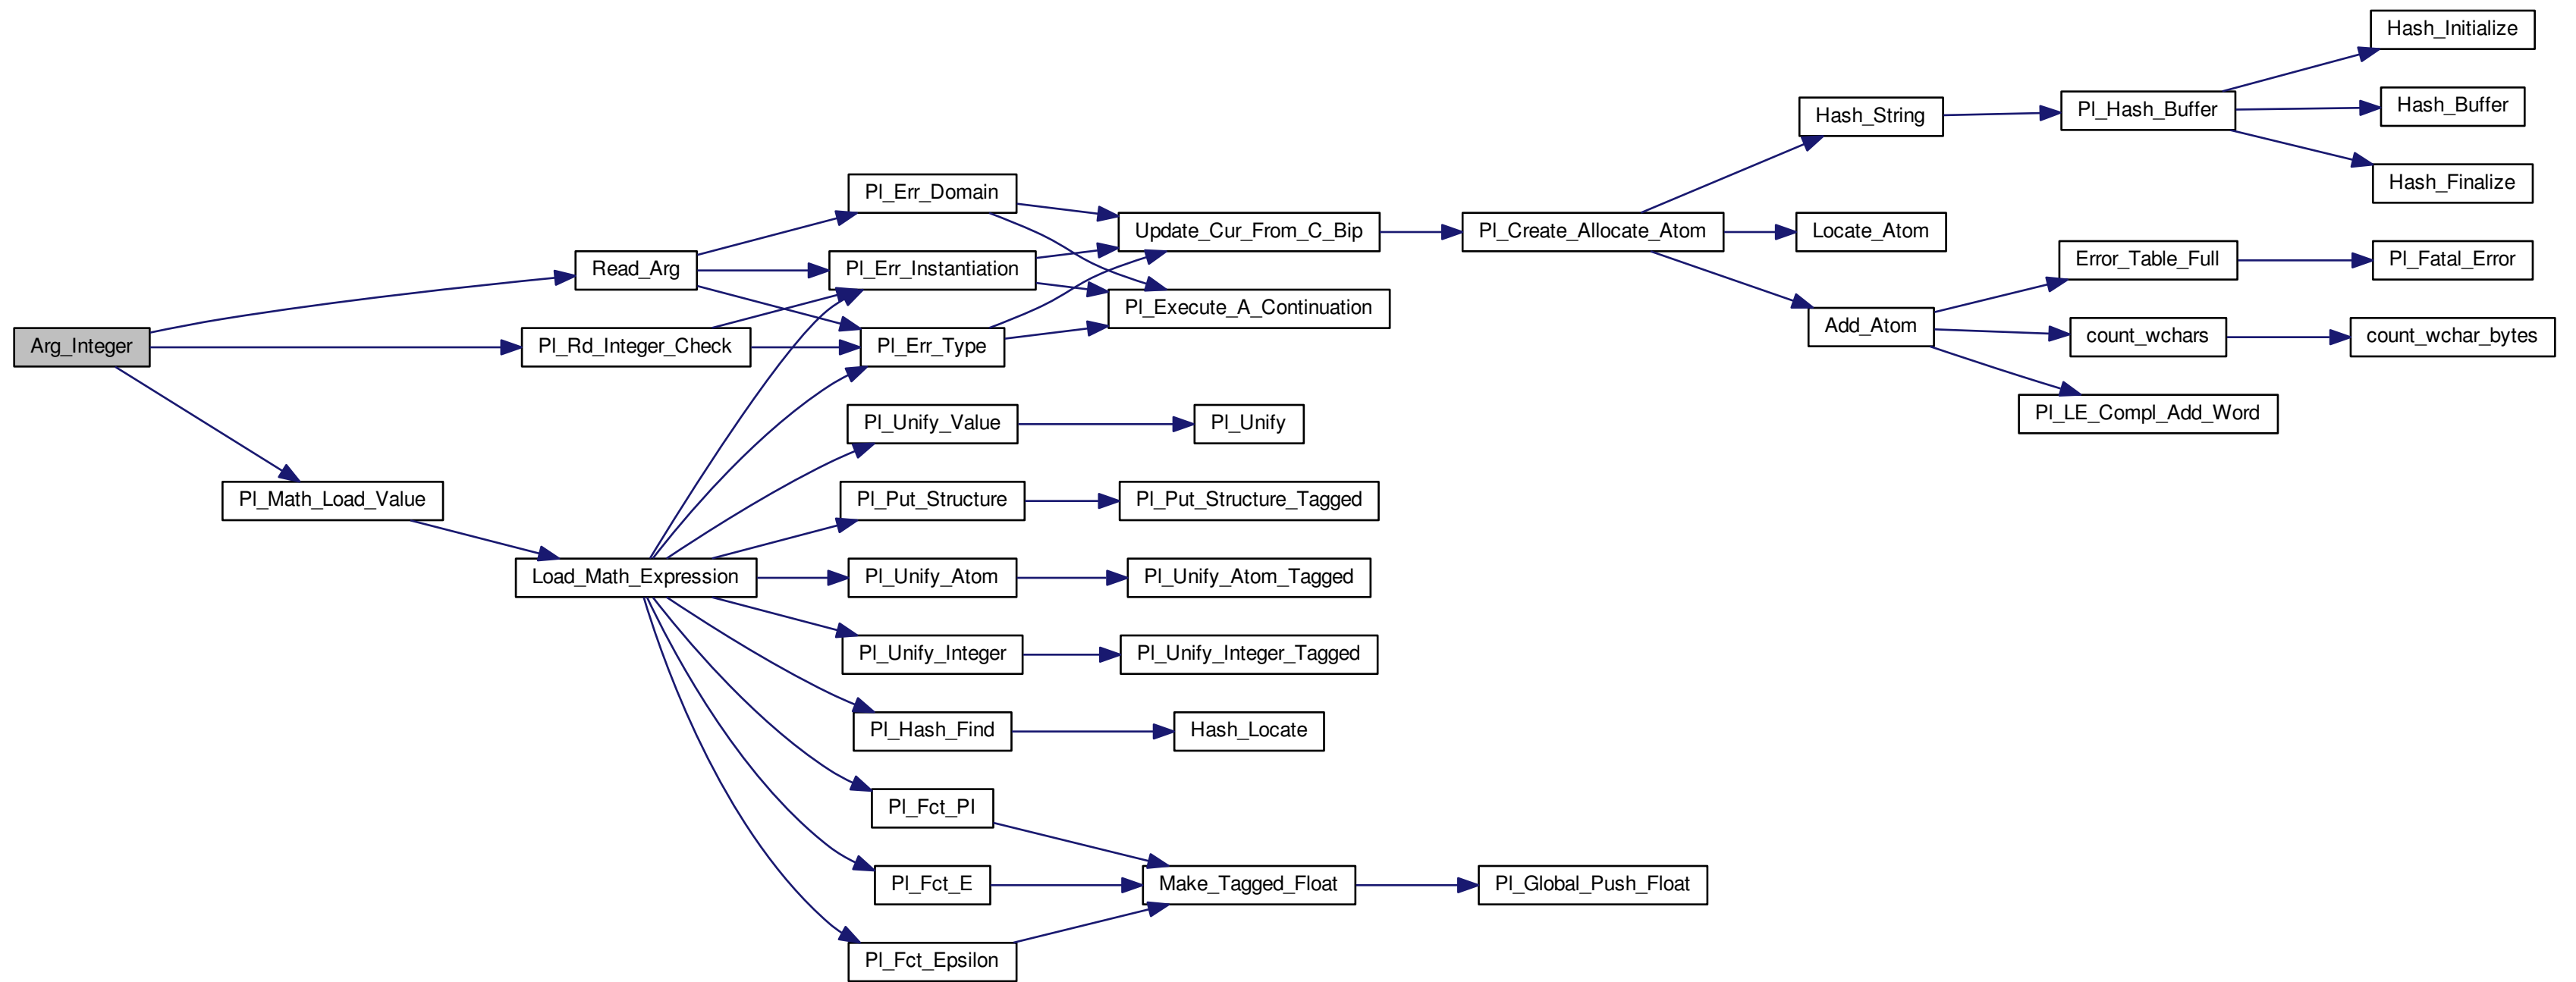 Arg_Integer
Read_Arg
Pl_Rd_Integer_Check
Pl_Math_Load_Value
Load_Math_Expression
Pl_Err_Domain
Pl_Err_Instantiation
Pl_Err_Type
Pl_Unify_Value
Pl_Put_Structure
Pl_Unify_Atom
Pl_Unify_Integer
Pl_Hash_Find
Pl_Fct_PI
Pl_Fct_E
Pl_Fct_Epsilon
Update_Cur_From_C_Bip
Pl_Execute_A_Continuation
Pl_Unify
Pl_Put_Structure_Tagged
Pl_Unify_Atom_Tagged
Pl_Unify_Integer_Tagged
Hash_Locate
Make_Tagged_Float
Pl_Create_Allocate_Atom
Pl_Global_Push_Float
Hash_String
Locate_Atom
Add_Atom
Pl_Hash_Buffer
Error_Table_Full
count_wchars
Pl_LE_Compl_Add_Word
Hash_Initialize
Hash_Buffer
Hash_Finalize
Pl_Fatal_Error
count_wchar_bytes